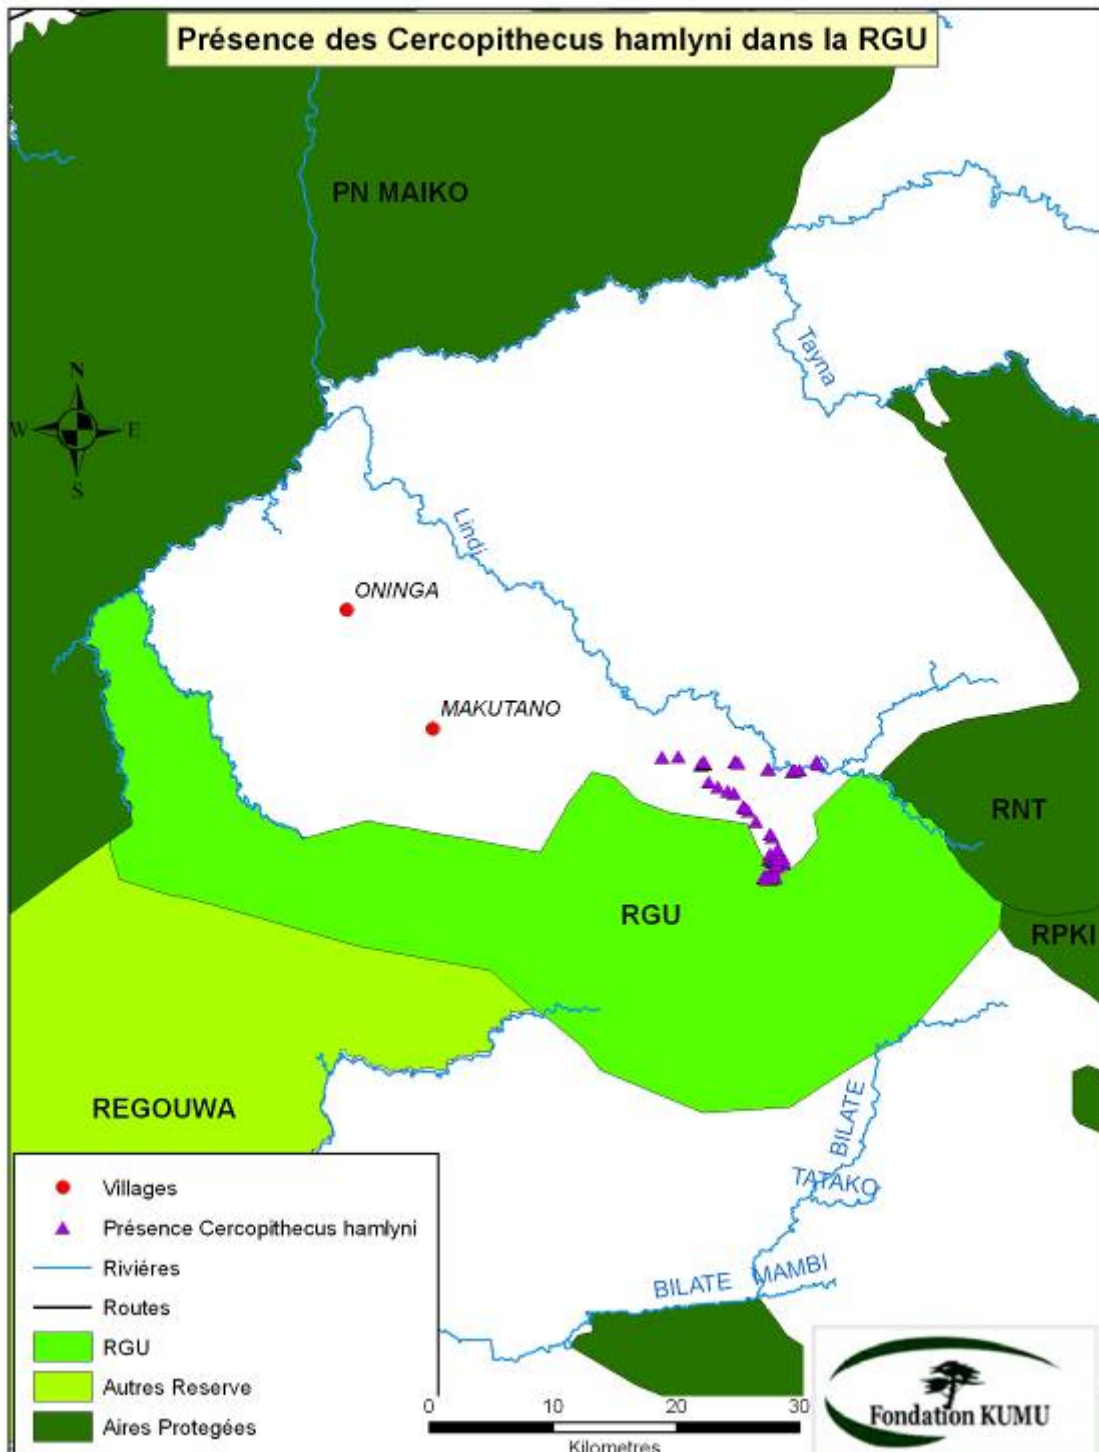 Présence des Cercopithecus hamlyni dans la RGU
PN MAIKO
Tayna
N
W
E
S
Lindi
ONINGA
MAKUTANO
RNT
RGU
RPKI
REGOUWA
BILATE
TATAKO
BILATE MAMBI
Villages
Présence Cercopithecus hamlyni
Riviéres
Routes
RGU
Autres Reserve
Aires Protegées
0 10 20 30
Kilometres
Fondation KUMU